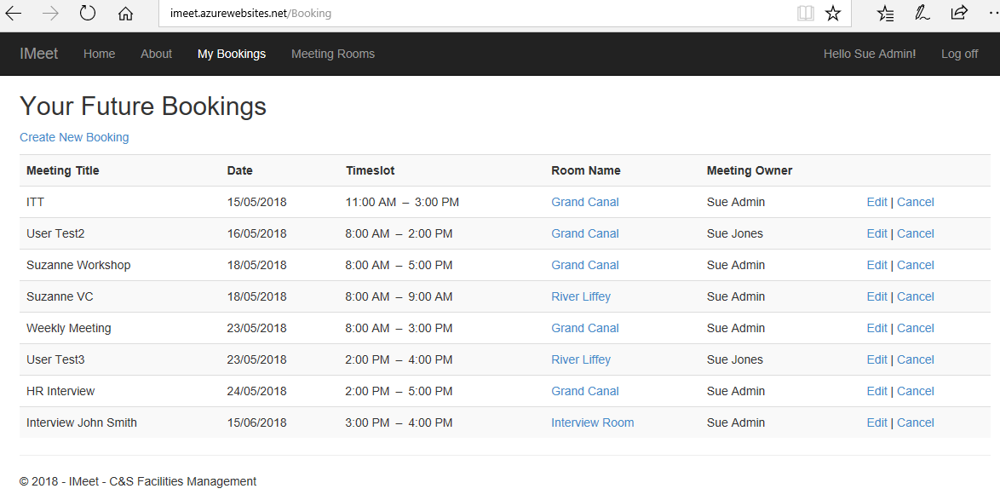 imeet.azurewebsites.net/Booking
IMeet Home About My Bookings Meeting Rooms Hello Sue Admin! Log off
Your Future Bookings
Create New Booking
Meeting Title Date Timeslot Room Name Meeting Owner
ITT 15/05/2018 11:00 AM – 3:00 PM Grand Canal Sue Admin Edit | Cancel
User Test2 16/05/2018 8:00 AM – 2:00 PM Grand Canal Sue Jones Edit | Cancel
Suzanne Workshop 18/05/2018 8:00 AM – 5:00 PM Grand Canal Sue Admin Edit | Cancel
Suzanne VC 18/05/2018 8:00 AM – 9:00 AM River Liffey Sue Admin Edit | Cancel
Weekly Meeting 23/05/2018 8:00 AM – 3:00 PM Grand Canal Sue Admin Edit | Cancel
User Test3 23/05/2018 2:00 PM – 4:00 PM River Liffey Sue Jones Edit | Cancel
HR Interview 24/05/2018 2:00 PM – 5:00 PM Grand Canal Sue Admin Edit | Cancel
Interview John Smith 15/06/2018 3:00 PM – 4:00 PM Interview Room Sue Admin Edit | Cancel
© 2018 - IMeet - C&S Facilities Management